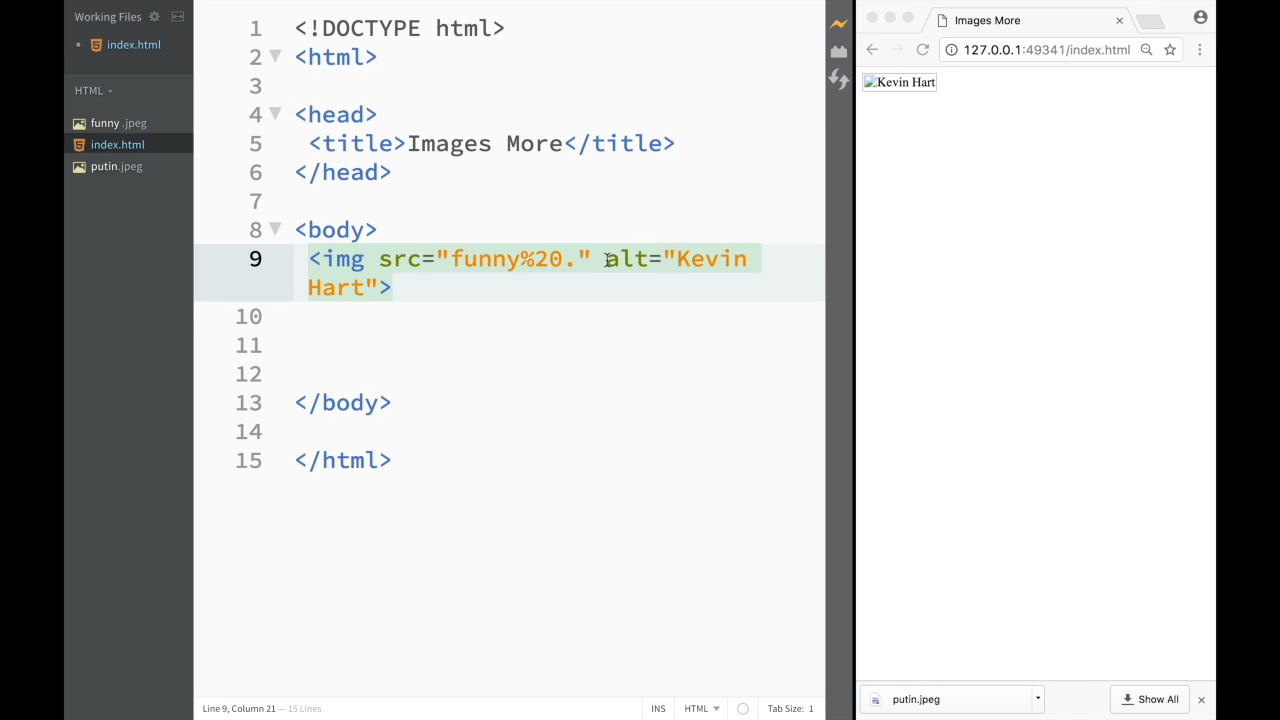 Working Files
index.html
HTML
funny .jpeg
index.html
putin.jpeg
1 <!DOCTYPE html>
2 <html>
3
4 <head>
5 <title>Images More</title>
6 </head>
7
8 <body>
9 <img src="funny%20." alt="Kevin
Hart">
10
11
12
13 </body>
14
15 </html>
Line 9, Column 21 — 15 Lines
INS
HTML
Tab Size: 1
Images More
127.0.0.1:49341/index.html
Kevin Hart
putin.jpeg
Show All